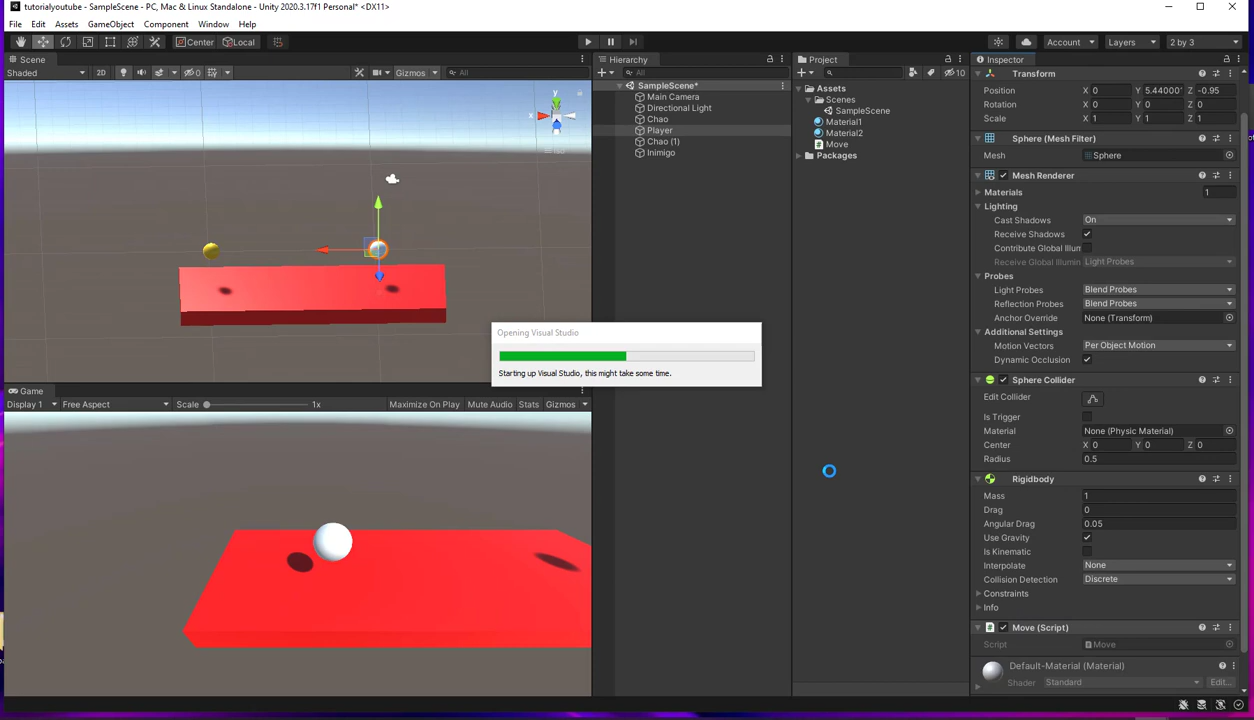 tutorialyoutube - SampleScene - PC, Mac & Linux Standalone - Unity 2020.3.17f1 Personal* <DX11>
File Edit Assets GameObject Component Window Help
Center Local Account Layers 2 by 3
Scene
Shaded 2D 0 Gizmos All
y
x
Hierarchy
All
SampleScene*
Main Camera
Directional Light
Chao
Player
Chao (1)
Inimigo
Project
10
Assets
Scenes
SampleScene
Material1
Material2
Move
Packages
Inspector
Transform
Position X 0 Y 5.44000 Z -0.95
Rotation X 0 Y 0 Z 0
Scale X 1 Y 1 Z 1
Sphere (Mesh Filter)
Mesh Sphere
Mesh Renderer
Materials 1
Lighting
Cast Shadows On
Receive Shadows
Contribute Global Illum
Receive Global Illumin Light Probes
Probes
Light Probes Blend Probes
Reflection Probes Blend Probes
Anchor Override None (Transform)
Additional Settings
Motion Vectors Per Object Motion
Dynamic Occlusion
Sphere Collider
Edit Collider
Is Trigger
Material None (Physic Material)
Center X 0 Y 0 Z 0
Radius 0.5
Rigidbody
Mass 1
Drag 0
Angular Drag 0.05
Use Gravity
Is Kinematic
Interpolate None
Collision Detection Discrete
Constraints
Info
Move (Script)
Script Move
Default-Material (Material)
Shader Standard Edit...
Opening Visual Studio
Starting up Visual Studio, this might take some time.
Game
Display 1 Free Aspect Scale 1x Maximize On Play Mute Audio Stats Gizmos